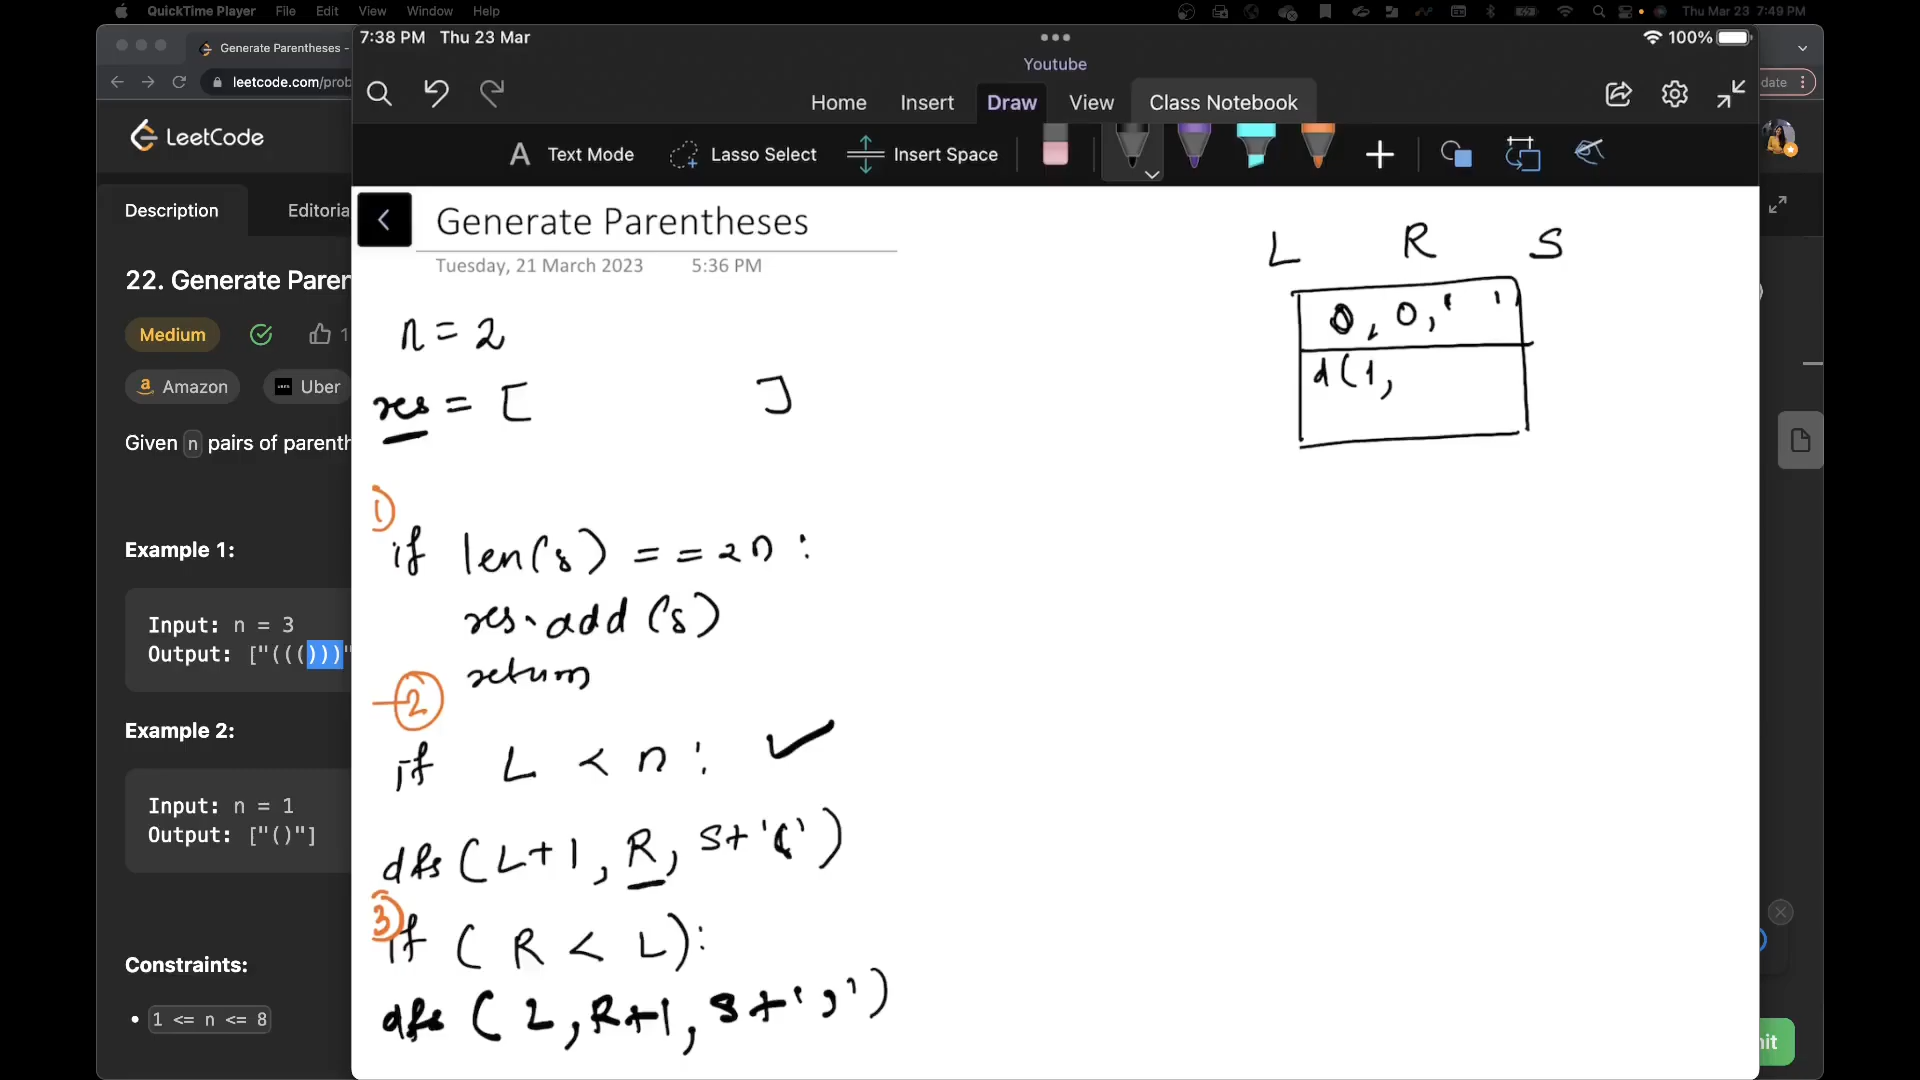 QuickTime Player File Edit View Window Help Thu Mar 23 7:49 PM
Generate Parentheses -
7:38 PM Thu 23 Mar
100%
leetcode.com/prob
Youtube
date
Home Insert Draw View Class Notebook
LeetCode
Text Mode Lasso Select Insert Space
Description Editoria
Generate Parentheses
Tuesday, 21 March 2023 5:36 PM
22. Generate Paren
Medium 1
Amazon Uber
Given n pairs of parenth
Example 1:
Input: n = 3
Output: ["((()))"
Example 2:
Input: n = 1
Output: ["()"]
Constraints:
1 <= n <= 8
L R S
0, 0, ' '
d(1,
n = 2
res = [ ]
1)
if len(s) == 2n :
res.add(s)
return
2
if L < n :
dfs (L+1, R, s+'(')
3
if ( R < L):
dfs ( L, R+1, s+')')
it